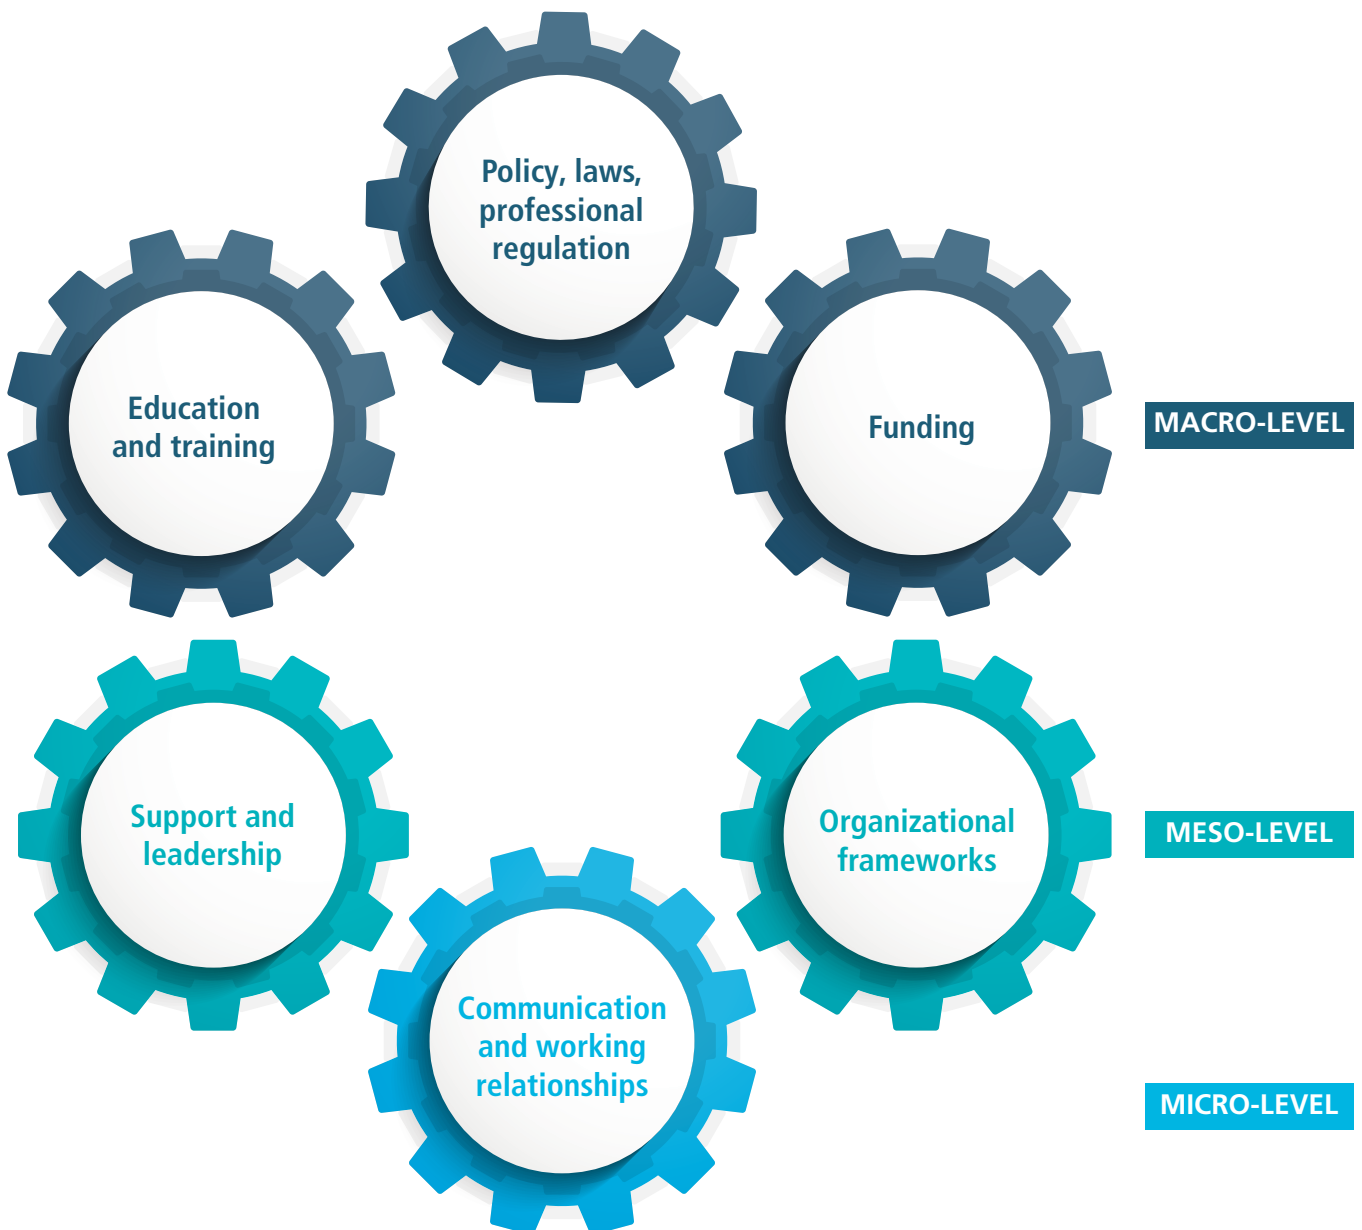 Policy, laws,
professional
regulation
Education
and training
Funding
MACRO-LEVEL
Support and
leadership
Organizational
frameworks
MESO-LEVEL
Communication
and working
relationships
MICRO-LEVEL